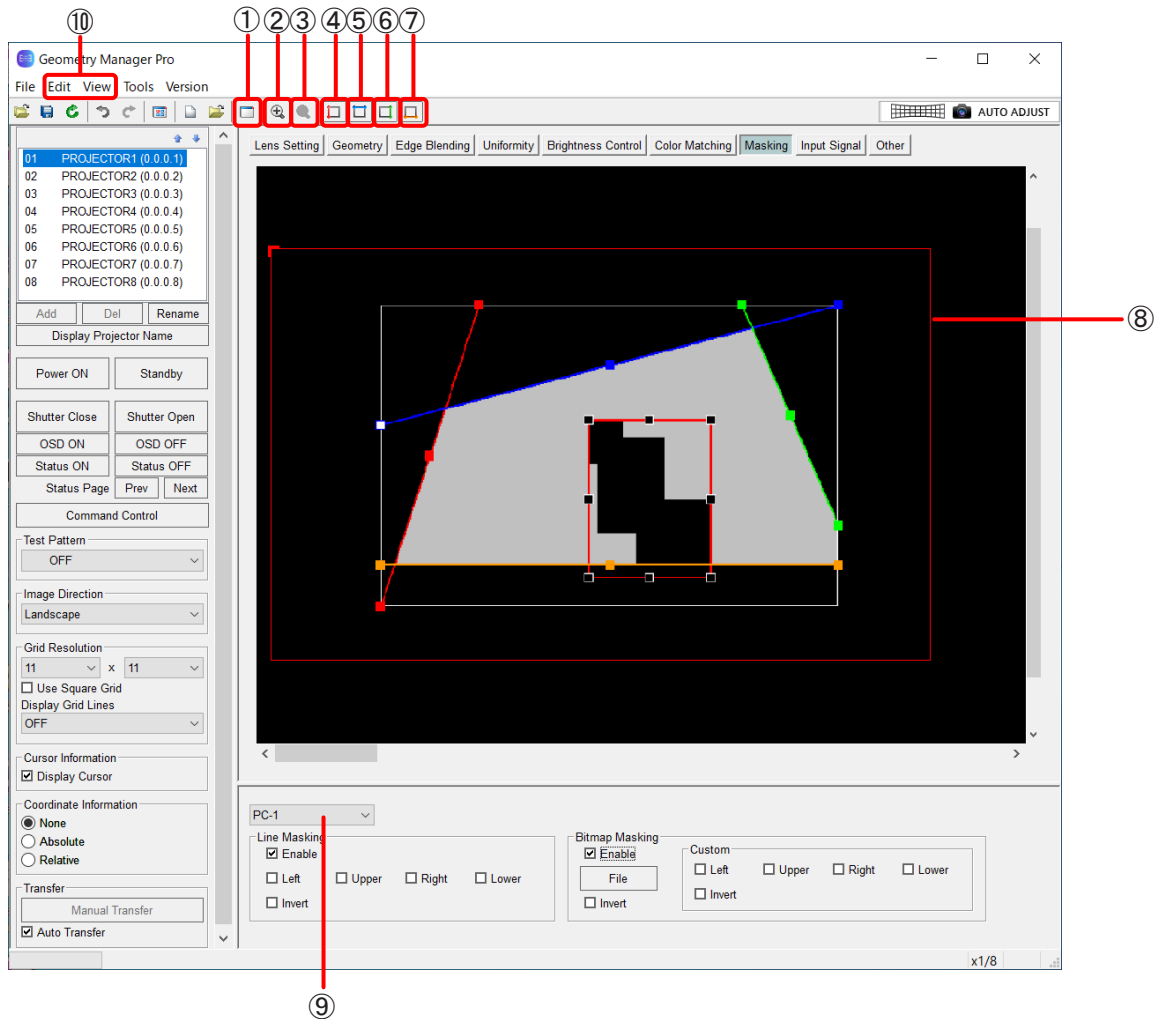 ⑩ ① ② ③ ④ ⑤ ⑥ ⑦
Geometry Manager Pro
File Edit View Tools Version
AUTO ADJUST
01 PROJECTOR1 (0.0.0.1)
02 PROJECTOR2 (0.0.0.2)
03 PROJECTOR3 (0.0.0.3)
04 PROJECTOR4 (0.0.0.4)
05 PROJECTOR5 (0.0.0.5)
06 PROJECTOR6 (0.0.0.6)
07 PROJECTOR7 (0.0.0.7)
08 PROJECTOR8 (0.0.0.8)
Add Del Rename
Display Projector Name
Power ON Standby
Shutter Close Shutter Open
OSD ON OSD OFF
Status ON Status OFF
Status Page Prev Next
Command Control
Test Pattern
OFF
Image Direction
Landscape
Grid Resolution
11 x 11
Use Square Grid
Display Grid Lines
OFF
Cursor Information
Display Cursor
Coordinate Information
None
Absolute
Relative
Transfer
Manual Transfer
Auto Transfer
Lens Setting Geometry Edge Blending Uniformity Brightness Control Color Matching Masking Input Signal Other
⑧
PC-1
Line Masking
Enable
Left Upper Right Lower
Invert
Bitmap Masking
Enable
File
Invert
Custom
Left Upper Right Lower
Invert
x1/8
⑨